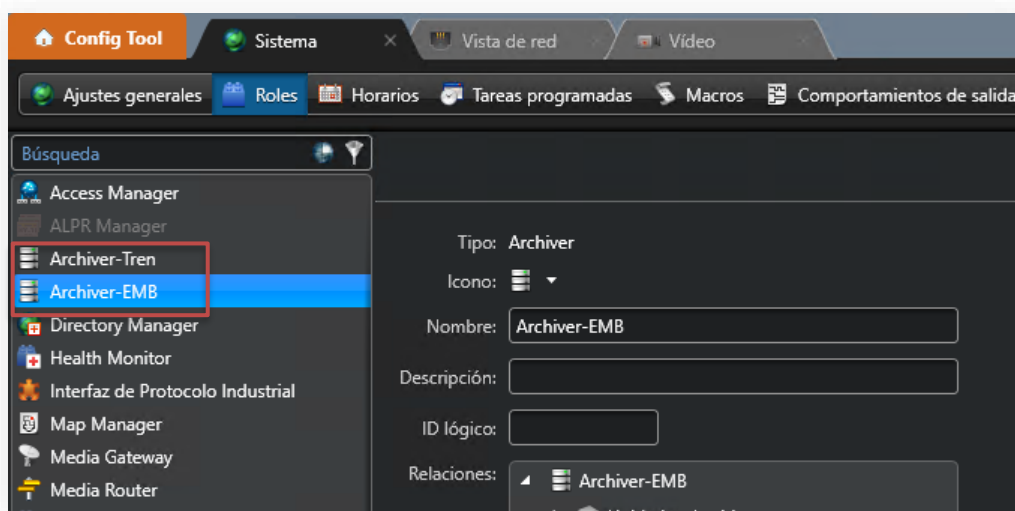 Config Tool
Sistema
Vista de red
Vídeo
Ajustes generales
Roles
Horarios
Tareas programadas
Macros
Comportamientos de salida
Búsqueda
Access Manager
ALPR Manager
Archiver-Tren
Archiver-EMB
Directory Manager
Health Monitor
Interfaz de Protocolo Industrial
Map Manager
Media Gateway
Media Router
Tipo: Archiver
Icono:
Nombre: Archiver-EMB
Descripción:
ID lógico:
Relaciones:
Archiver-EMB